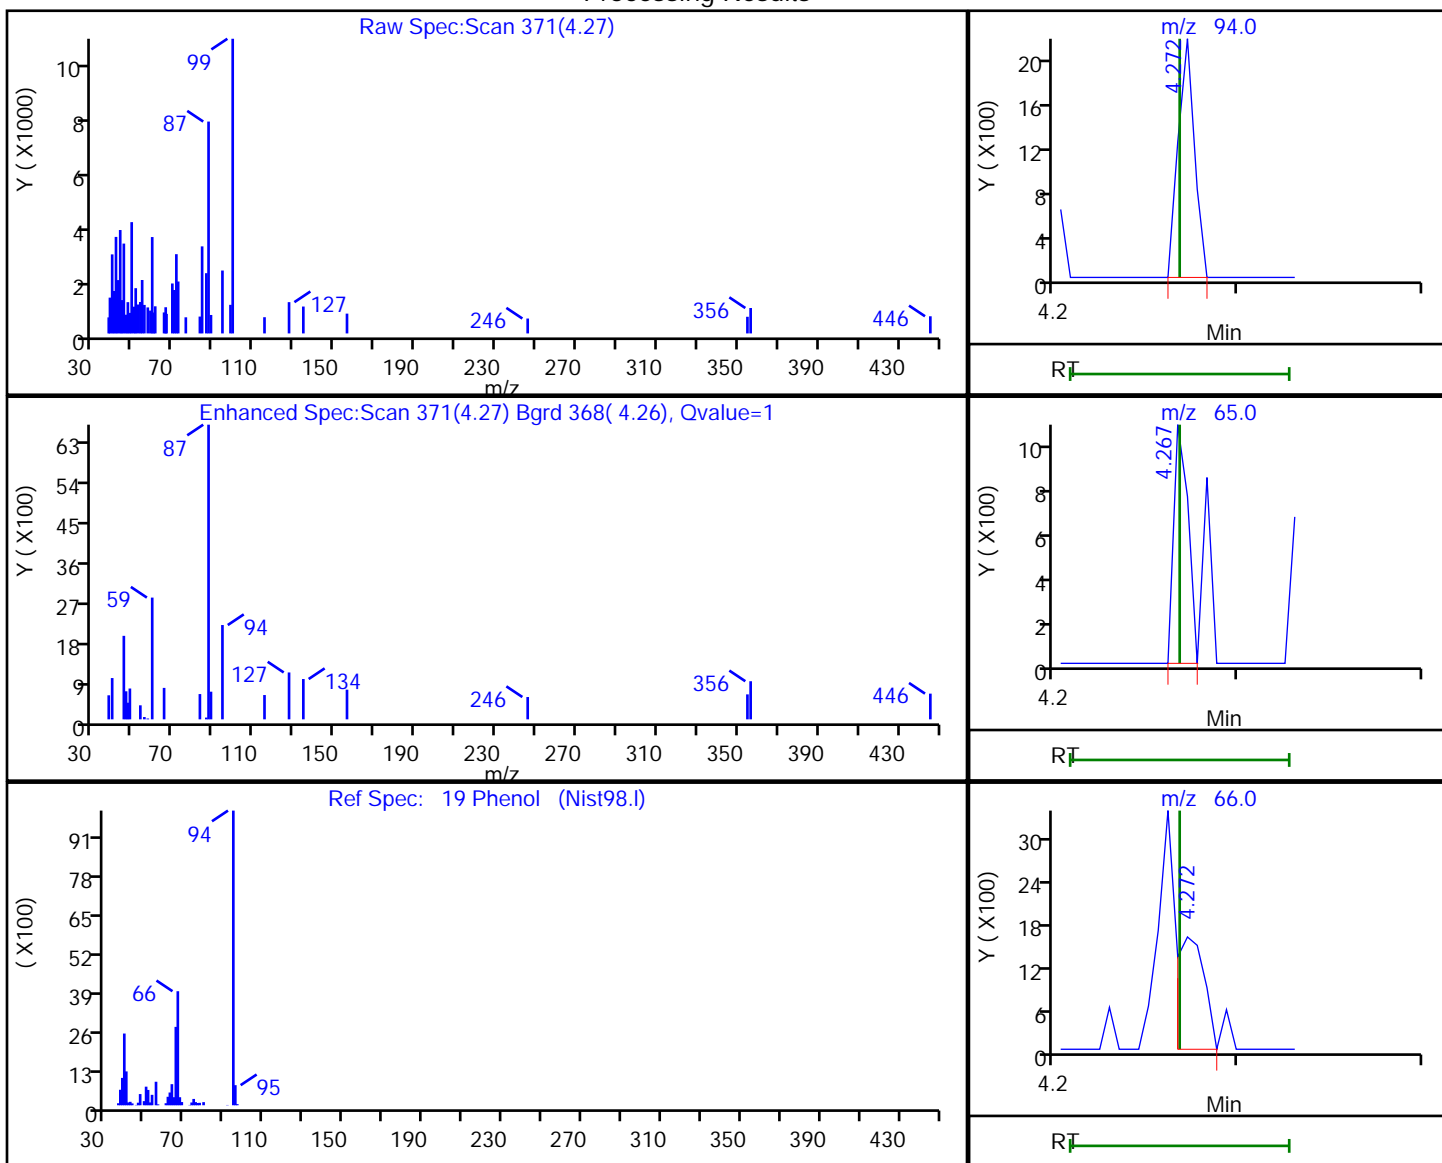 Processing Results
Raw Spec:Scan 371(4.27)
Y ( X1000)
10
8
6
4
2
0
99
87
127
246
356
446
30 70 110 150 190 230 270 310 350 390 430
m/z
m/z 94.0
Y ( X100)
20
16
12
8
4
0
4.272
4.2
Min
RT
Enhanced Spec:Scan 371(4.27) Bgrd 368( 4.26), Qvalue=1
Y ( X100)
63
54
45
36
27
18
9
0
87
59
94
127
134
246
356
446
30 70 110 150 190 230 270 310 350 390 430
m/z
m/z 65.0
Y ( X100)
10
8
6
4
2
0
4.267
4.2
Min
RT
Ref Spec: 19 Phenol (Nist98.l)
( X100)
91
78
65
52
39
26
13
0
94
66
95
30 70 110 150 190 230 270 310 350 390 430
m/z 66.0
Y ( X100)
30
24
18
12
6
0
4.272
4.2
Min
RT